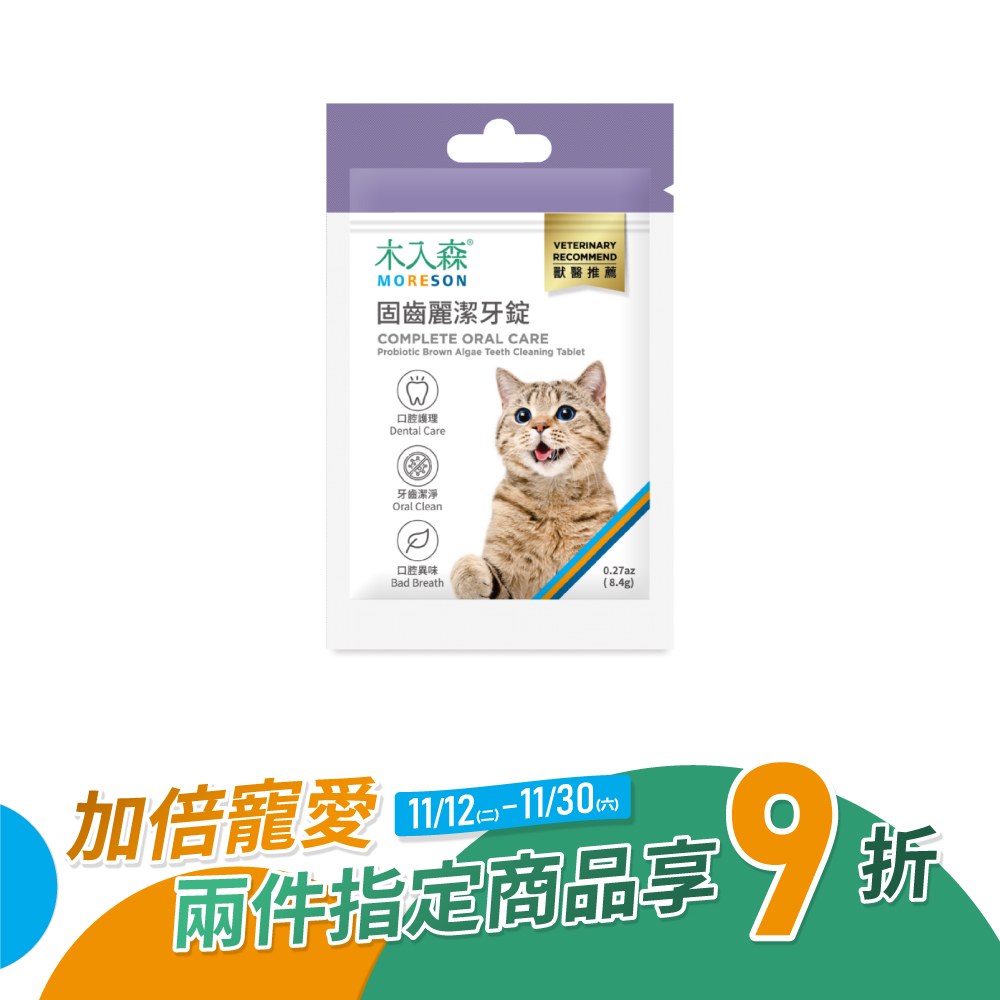 木入森®
MORESON
VETERINARY
RECOMMEND
獸醫推薦
固齒麗潔牙錠
COMPLETE ORAL CARE
Probiotic Brown Algae Teeth Cleaning Tablet
口腔護理
Dental Care
牙齒潔淨
Oral Clean
口腔異味
Bad Breath
0.27az
(8.4g)
加倍寵愛
11/12(二)-11/30(六)
兩件指定商品享9折